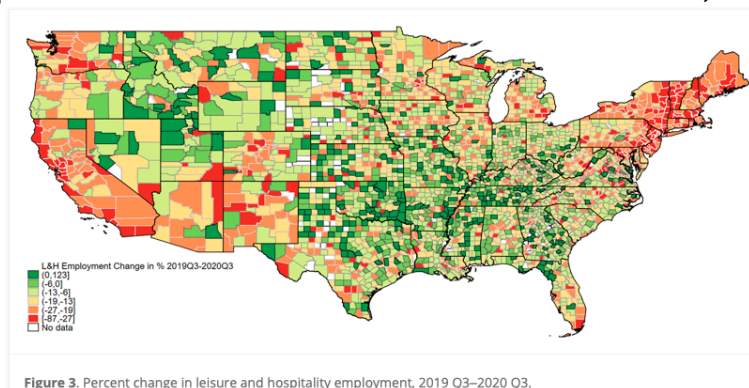 L&H Employment Change in % 2019Q3-2020Q3
(0,123]
(-6,0]
(-13,-6]
(-19,-13]
(-27,-19]
[-87,-27]
No data
Figure 3. Percent change in leisure and hospitality employment, 2019 Q3–2020 Q3.